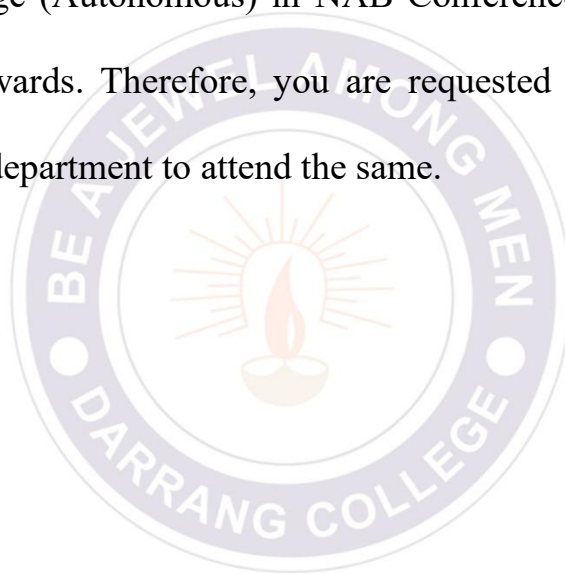 ge (Autonomous) in NAB Conference
wards. Therefore, you are requested
department to attend the same.
BE A JEWEL AMONG MEN
DARRANG COLLEGE